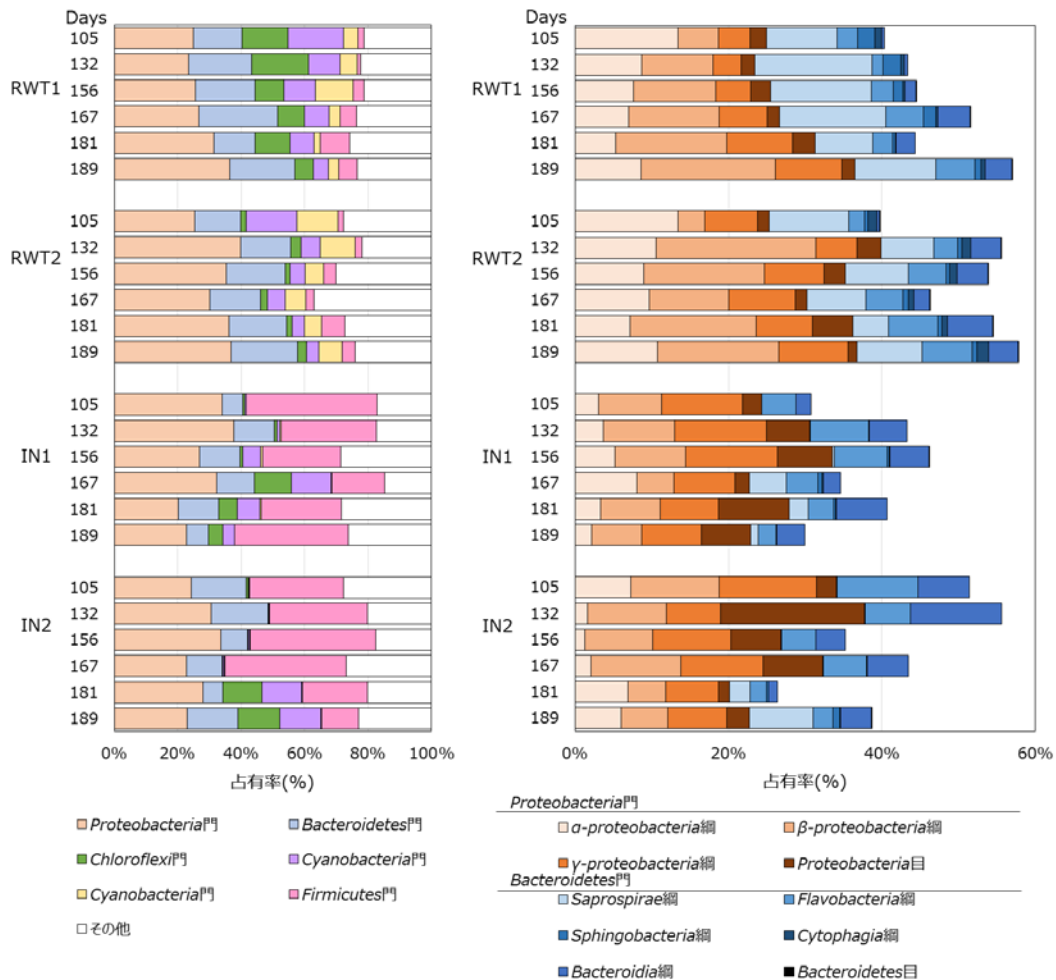 Days
105
132
RWT1 156
167
181
189
105
132
RWT2
156
167
181
189
105
132
IN1 156
167
181
189
105
132
IN2
156
167
181
189
0% 20% 40% 60% 80% 100%
占有率(%)
Proteobacteria門 Bacteroidetes門
Chloroflexi門 Cyanobacteria門
Cyanobacteria門 Firmicutes門
その他
Days
105
132
RWT1 156
167
181
189
105
132
RWT2
156
167
181
189
105
132
IN1 156
167
181
189
105
132
IN2
156
167
181
189
0% 20% 40% 60%
占有率(%)
Proteobacteria門
α-proteobacteria綱 β-proteobacteria綱
γ-proteobacteria綱 Proteobacteria目
Bacteroidetes門
Saprospirae綱 Flavobacteria綱
Sphingobacteria綱 Cytophagia綱
Bacteroidia綱 Bacteroidetes目